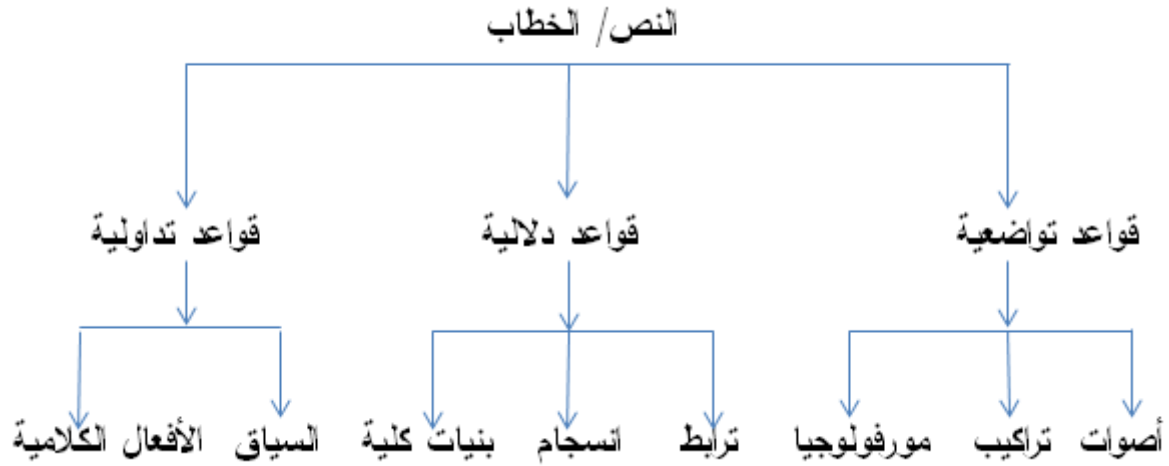 النص/ الخطاب
قواعد تواضعية قواعد دلالية قواعد تداولية
أصوات تراكيب مورفولوجيا ترابط انسجام بنيات كلية السياق الأفعال الكلامية